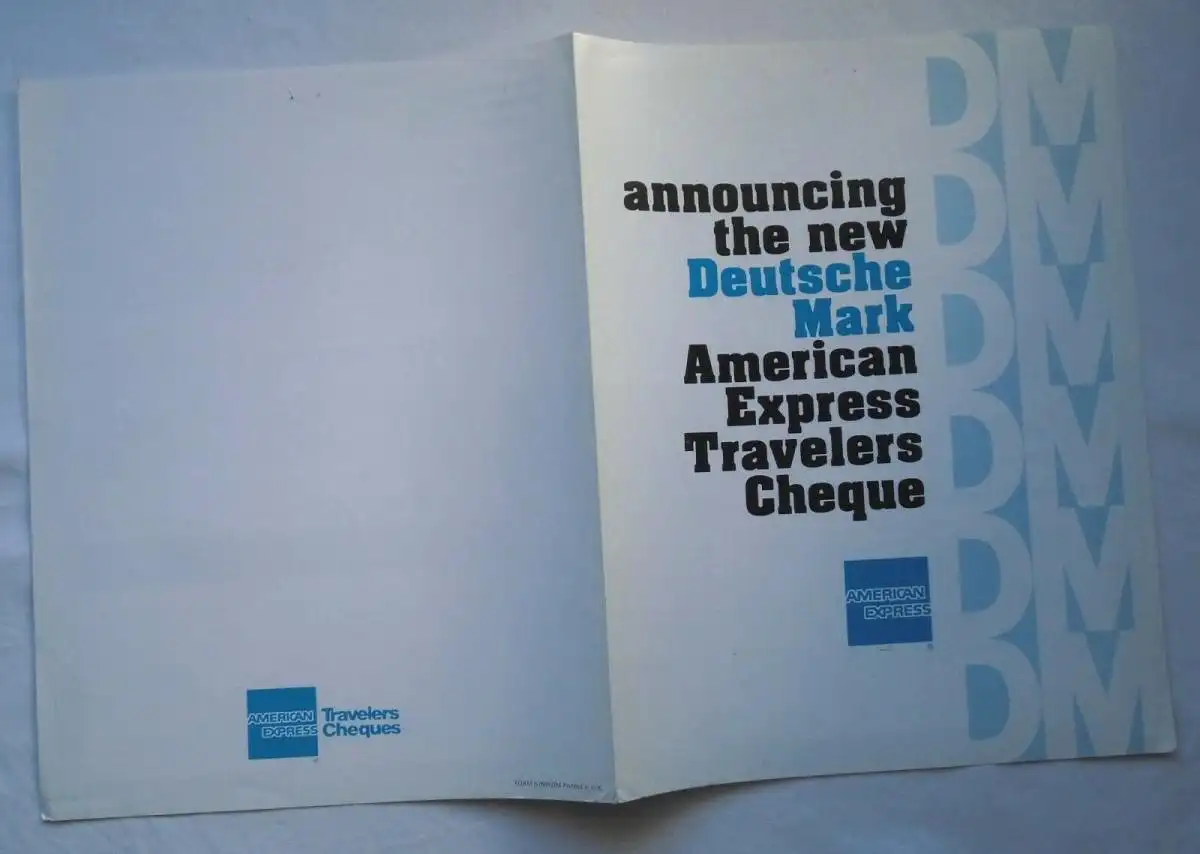 announcing
the new
Deutsche
Mark
American
Express
Travelers
Cheque
AMERICAN
EXPRESS
DM
DM
DM
DM
DM
DM
AMERICAN
EXPRESS
Travelers
Cheques